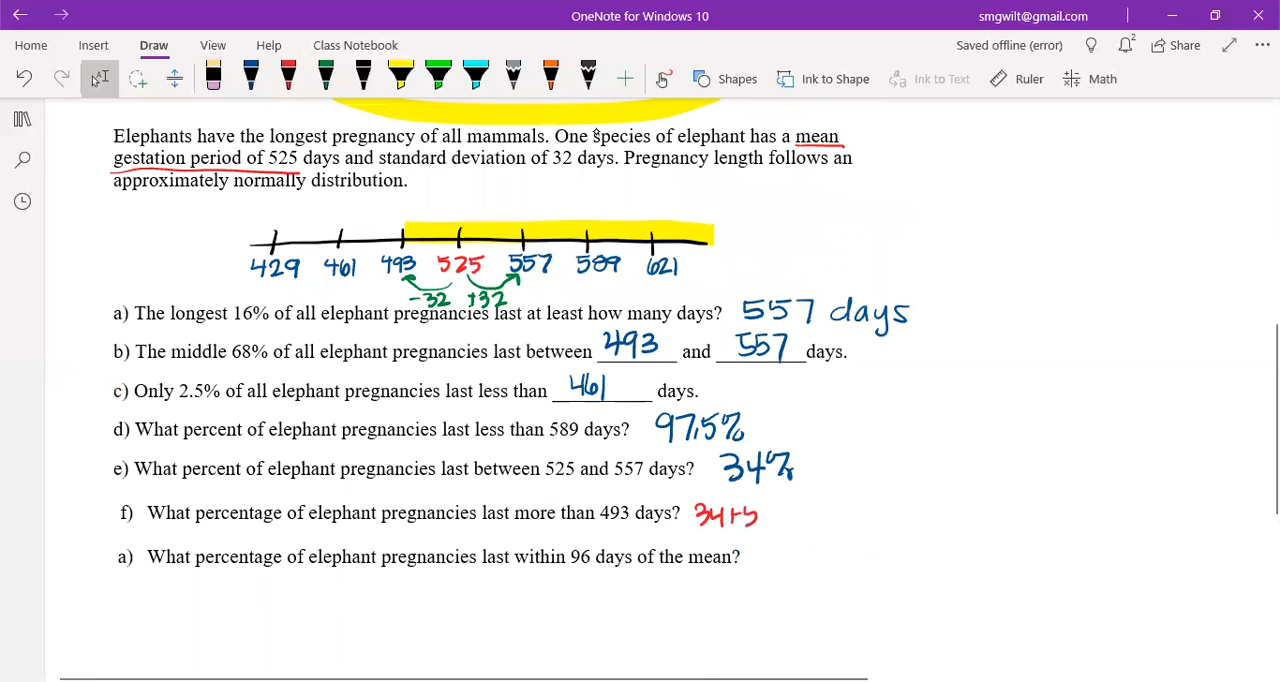 OneNote for Windows 10
smgwilt@gmail.com
Home Insert Draw View Help Class Notebook Saved offline (error) 2 Share
Shapes Ink to Shape Ink to Text Ruler Math
Elephants have the longest pregnancy of all mammals. One species of elephant has a mean
gestation period of 525 days and standard deviation of 32 days. Pregnancy length follows an
approximately normally distribution.
429 461 493 525 557 589 621
-32 +32
a) The longest 16% of all elephant pregnancies last at least how many days? 557 days
b) The middle 68% of all elephant pregnancies last between 493 and 557 days.
c) Only 2.5% of all elephant pregnancies last less than 461 days.
d) What percent of elephant pregnancies last less than 589 days? 97.5%
e) What percent of elephant pregnancies last between 525 and 557 days? 34%
f) What percentage of elephant pregnancies last more than 493 days? 34+5
a) What percentage of elephant pregnancies last within 96 days of the mean?